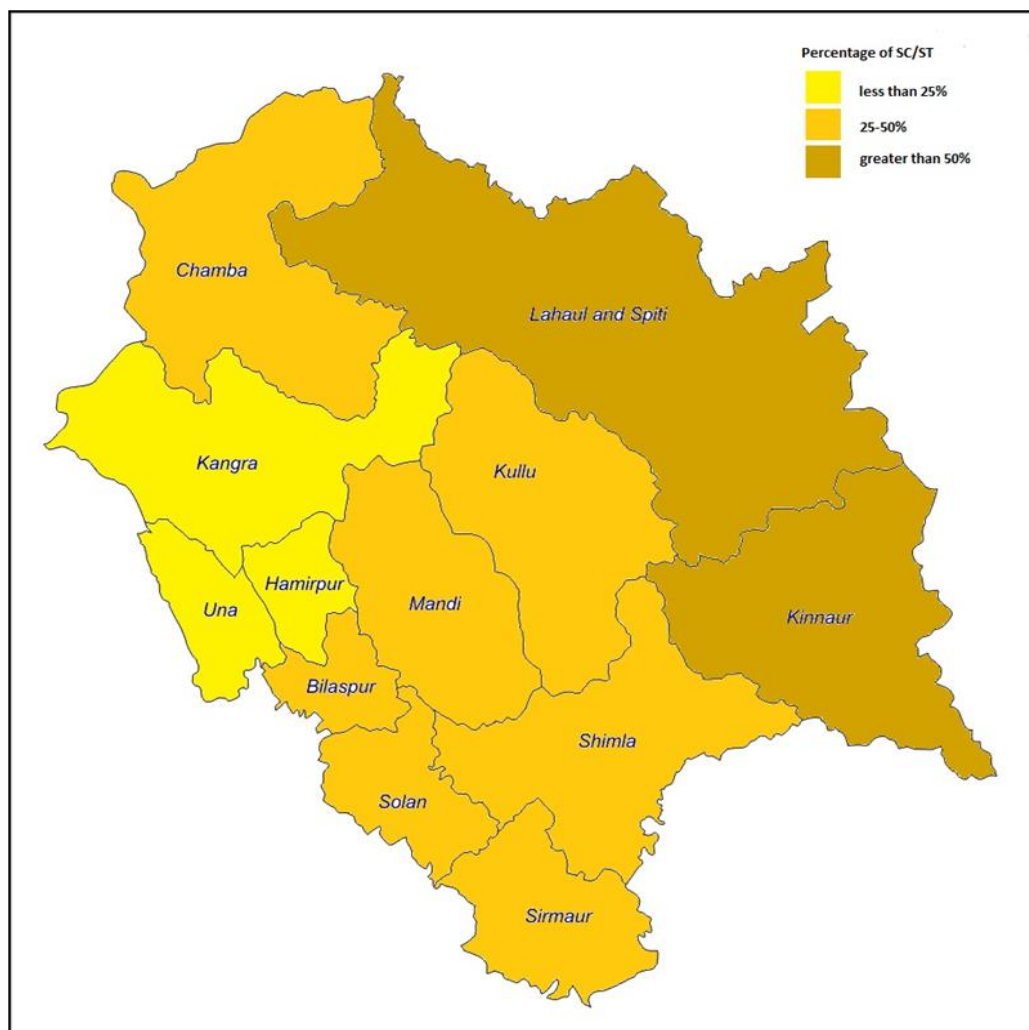 Percentage of SC/ST
less than 25%
25-50%
greater than 50%
Chamba
Lahaul and Spiti
Kangra
Kullu
Hamirpur
Una
Mandi
Kinnaur
Bilaspur
Shimla
Solan
Sirmaur